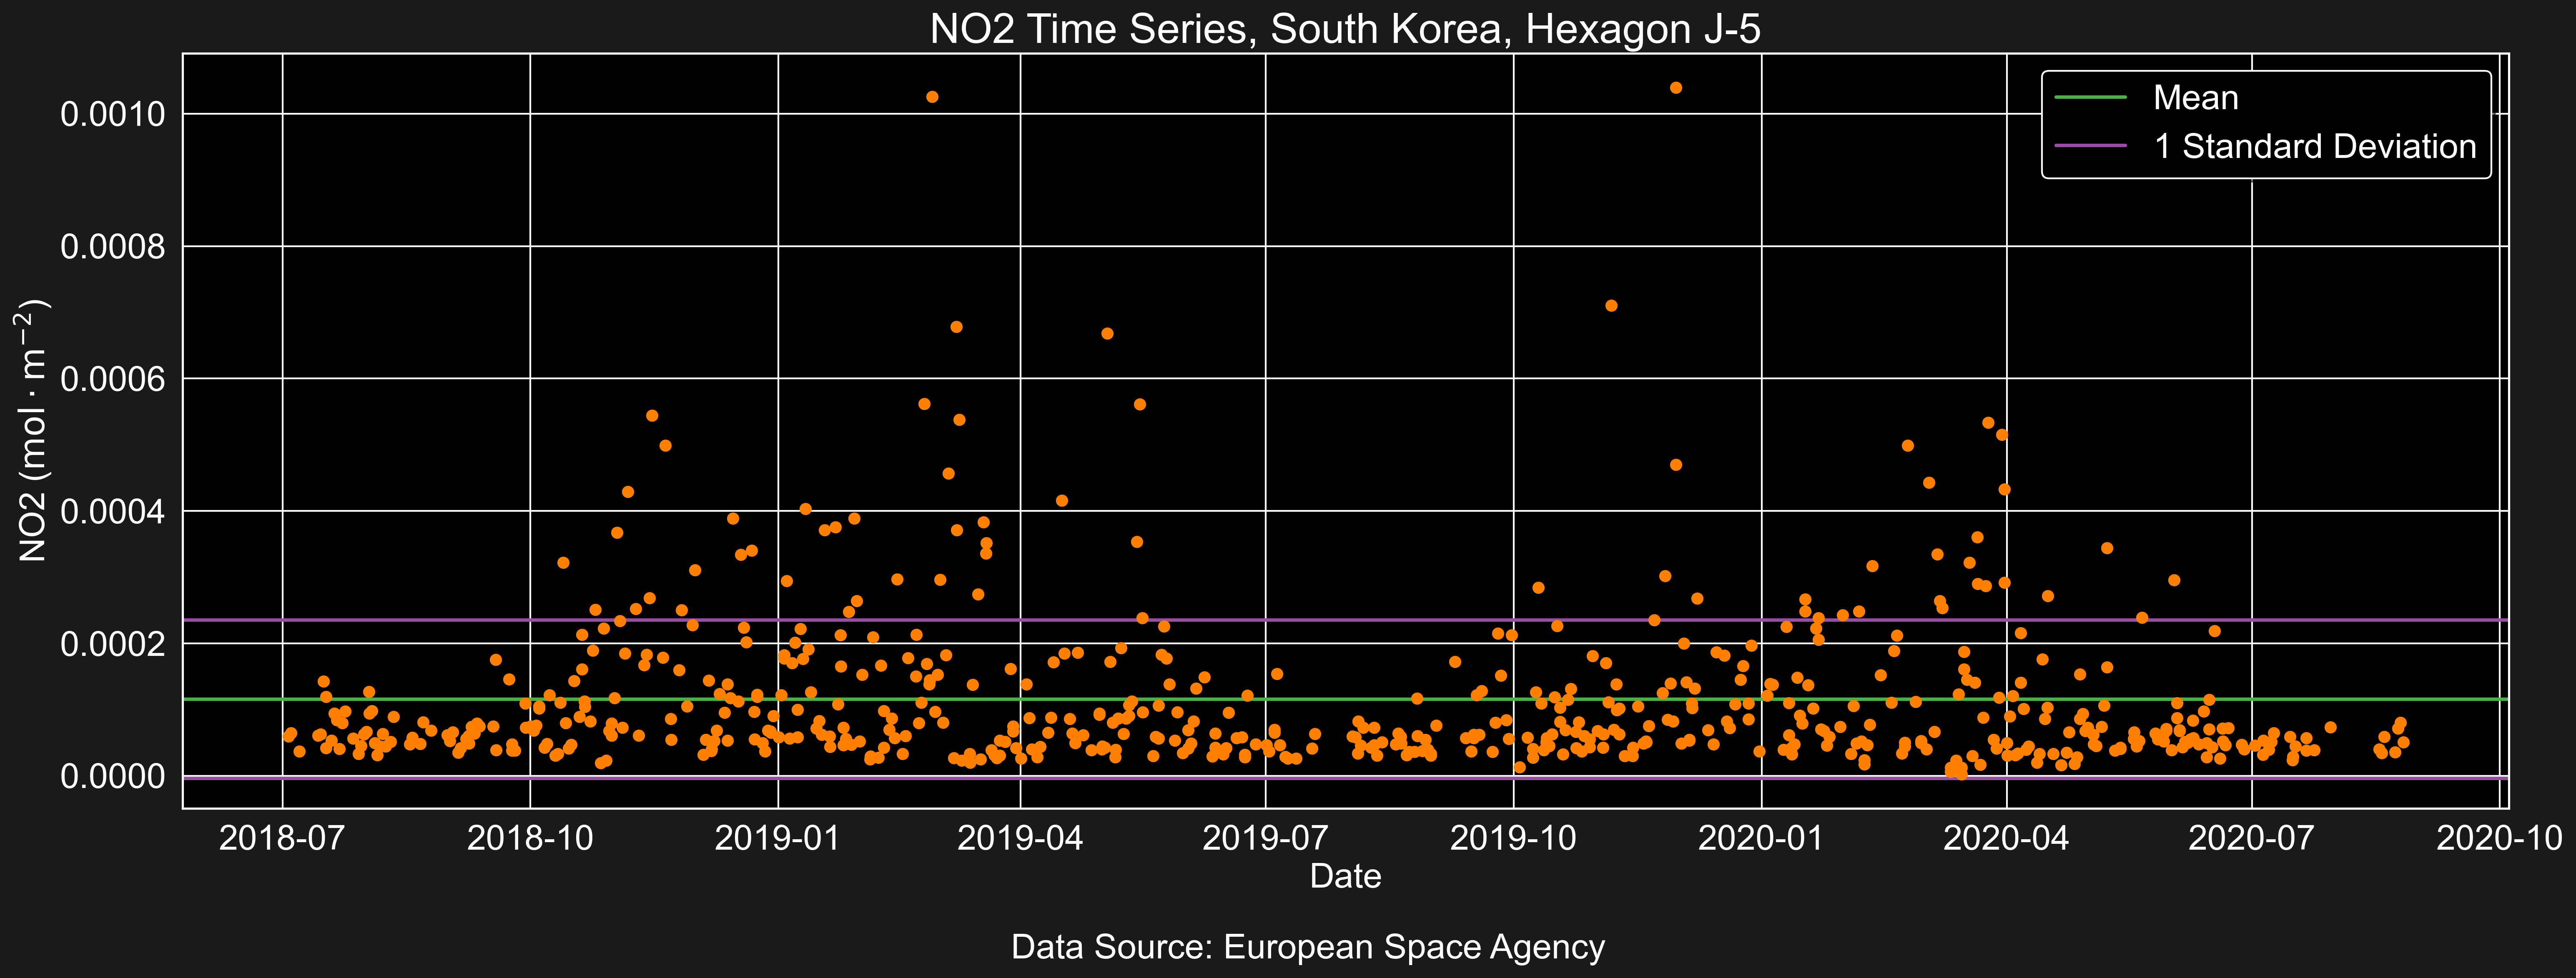 NO2 Time Series, South Korea, Hexagon J-5
Mean
1 Standard Deviation
NO2 (mol · m⁻²)
0.0010
0.0008
0.0006
0.0004
0.0002
0.0000
2018-07 2018-10 2019-01 2019-04 2019-07 2019-10 2020-01 2020-04 2020-07 2020-10
Date
Data Source: European Space Agency